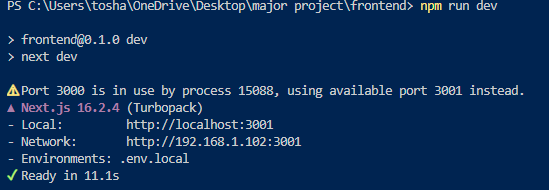 PS C:\Users\tosha\OneDrive\Desktop\major project\frontend> npm run dev
> frontend@0.1.0 dev
> next dev
⚠Port 3000 is in use by process 15088, using available port 3001 instead.
▲ Next.js 16.2.4 (Turbopack)
- Local: http://localhost:3001
- Network: http://192.168.1.102:3001
- Environments: .env.local
✓ Ready in 11.1s